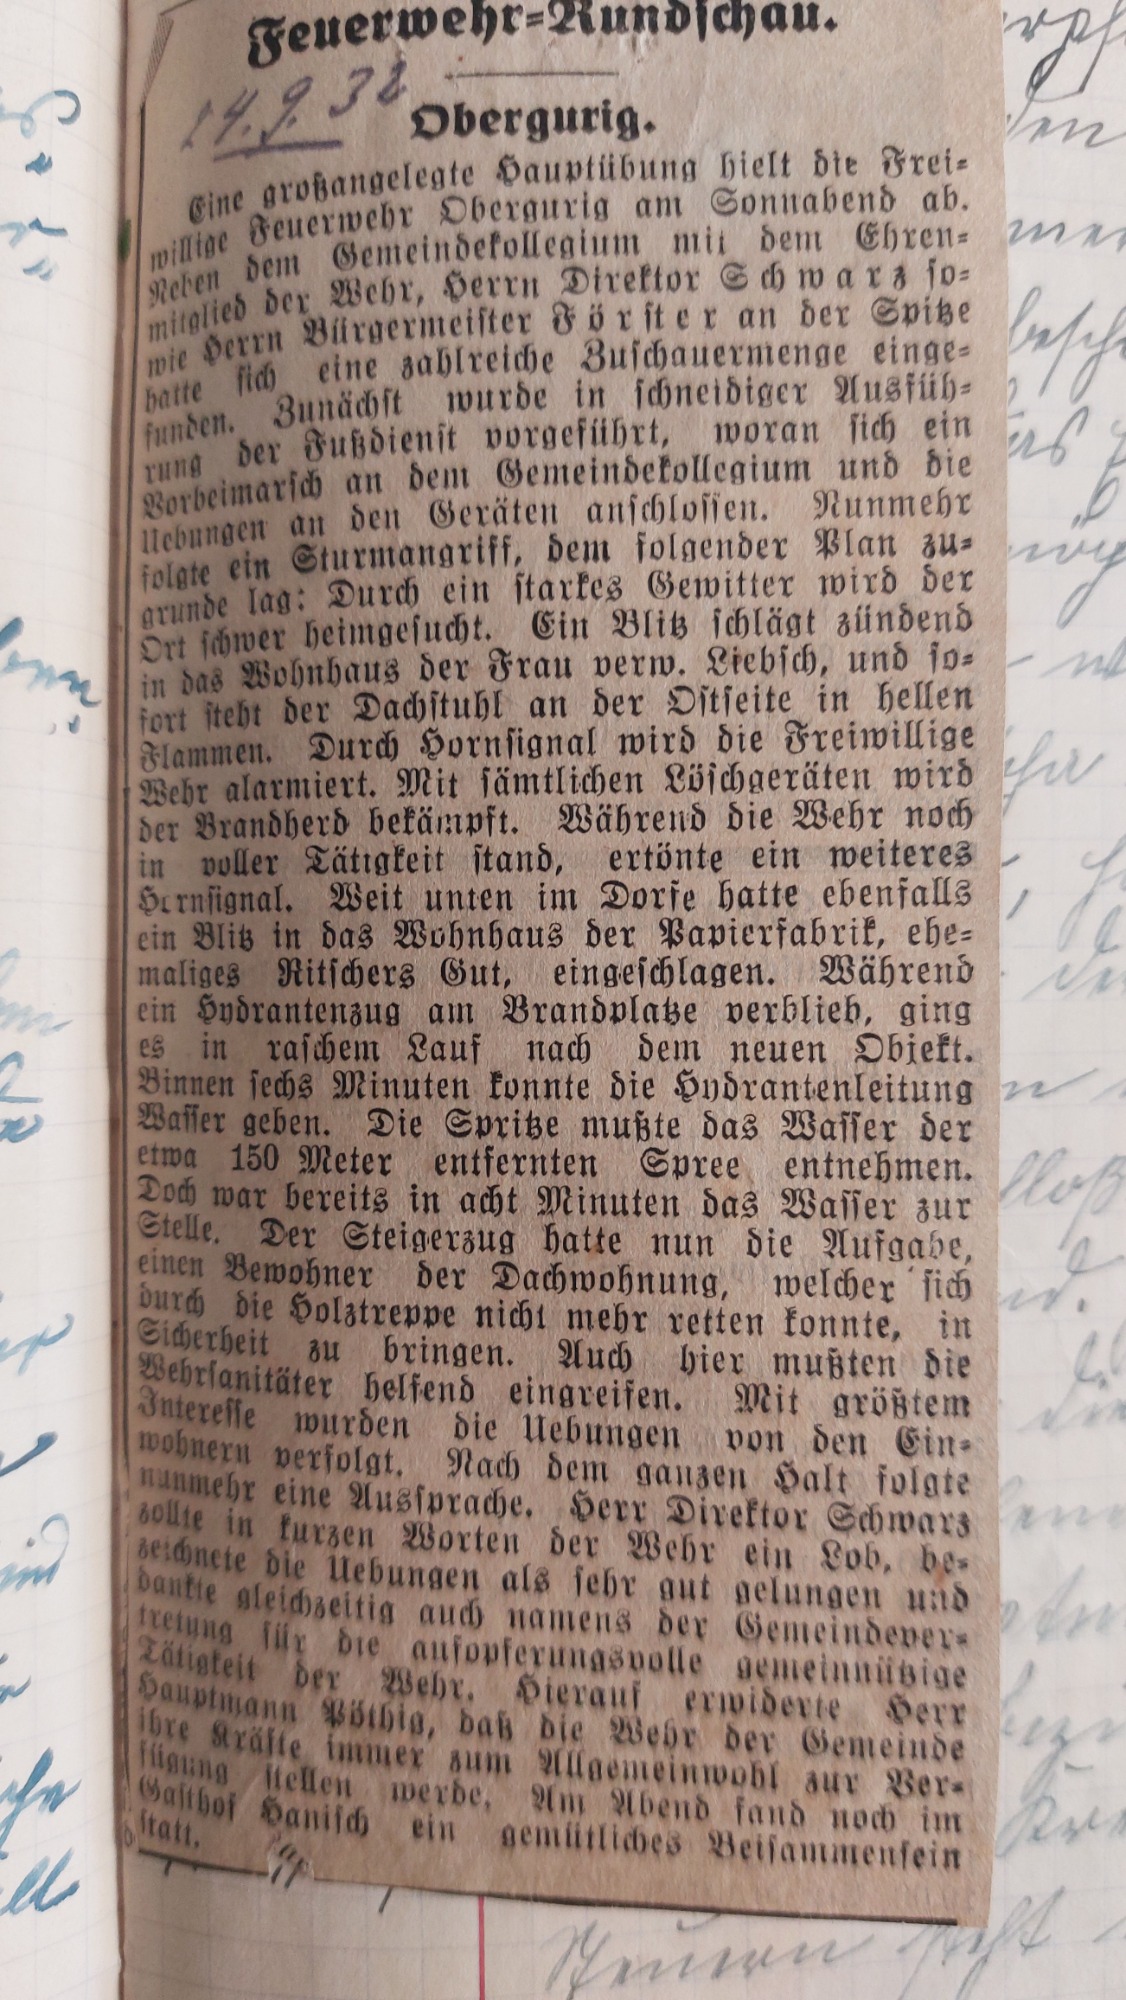 Feuerwehr-Rundschau.
14.9.32
Obergurig.
Eine großangelegte Hauptübung hielt die Frei-
willige Feuerwehr Obergurig am Sonnabend ab.
Neben dem Gemeindekollegium mit dem Ehren-
mitglied der Wehr, Herrn Direktor Schwarz so-
wie Herrn Bürgermeister Förster an der Spitze
hatte sich eine zahlreiche Zuschauermenge einge-
funden. Zunächst wurde in schneidiger Ausfüh-
rung der Fußdienst vorgeführt, woran sich ein
Vorbeimarsch an dem Gemeindekollegium und die
Uebungen an den Geräten anschlossen. Nunmehr
folgte ein Sturmangriff, dem folgender Plan zu-
grunde lag: Durch ein starkes Gewitter wird der
Ort schwer heimgesucht. Ein Blitz schlägt zündend
in das Wohnhaus der Frau verw. Liebsch, und so-
fort steht der Dachstuhl an der Ostseite in hellen
Flammen. Durch Hornsignal wird die Freiwillige
Wehr alarmiert. Mit sämtlichen Löschgeräten wird
der Brandherd bekämpft. Während die Wehr noch
in voller Tätigkeit stand, ertönte ein weiteres
Hornsignal. Weit unten im Dorfe hatte ebenfalls
ein Blitz in das Wohnhaus der Papierfabrik, ehe-
maliges Ritschers Gut, eingeschlagen. Während
ein Hydrantenzug am Brandplatze verblieb, ging
es in raschem Lauf nach dem neuen Objekt.
Binnen sechs Minuten konnte die Hydrantenleitung
Wasser geben. Die Spritze mußte das Wasser der
etwa 150 Meter entfernten Spree entnehmen.
Doch war bereits in acht Minuten das Wasser zur
Stelle. Der Steigerzug hatte nun die Aufgabe,
einen Bewohner der Dachwohnung, welcher sich
durch die Holztreppe nicht mehr retten konnte, in
Sicherheit zu bringen. Auch hier mußten die
Wehrsanitäter helfend eingreifen. Mit größtem
Interesse wurden die Uebungen von den Ein-
wohnern verfolgt. Nach dem ganzen Halt folgte
nunmehr eine Aussprache. Herr Direktor Schwarz
zollte in kurzen Worten der Wehr ein Lob, be-
zeichnete die Uebungen als sehr gut gelungen und
dankte gleichzeitig auch namens der Gemeindever-
tretung für die aufopferungsvolle gemeinnützige
Tätigkeit der Wehr. Hierauf erwiderte Herr
Hauptmann Pöthig, daß die Wehr der Gemeinde
ihre Kräfte immer zum Allgemeinwohl zur Ver-
fügung stellen werde. Am Abend fand noch im
Gasthof Hanisch ein gemütliches Beisammensein
statt.